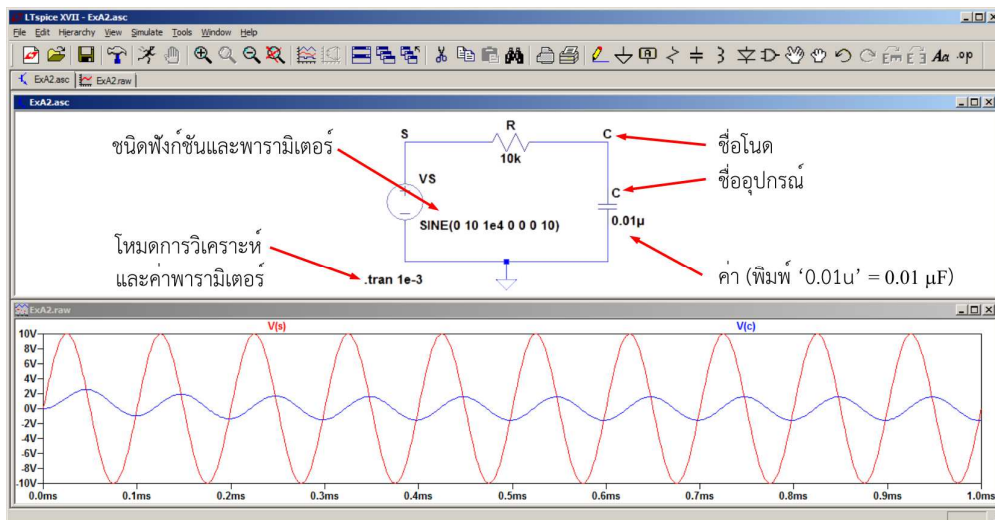 LTspice XVII - ExA2.asc
File Edit Hierarchy View Simulate Tools Window Help
ExA2.asc ExA2.raw
ExA2.asc
ชนิดฟังก์ชันและพารามิเตอร์
S
R
10k
C
ชื่อโนด
VS
C
ชื่ออุปกรณ์
SINE(0 10 1e4 0 0 0 10)
0.01µ
โหมดการวิเคราะห์
และค่าพารามิเตอร์
.tran 1e-3
ค่า (พิมพ์ ‘0.01u’ = 0.01 µF)
ExA2.raw
V(s) V(c)
10V
8V
6V
4V
2V
0V
-2V
-4V
-6V
-8V
-10V
0.0ms 0.1ms 0.2ms 0.3ms 0.4ms 0.5ms 0.6ms 0.7ms 0.8ms 0.9ms 1.0ms